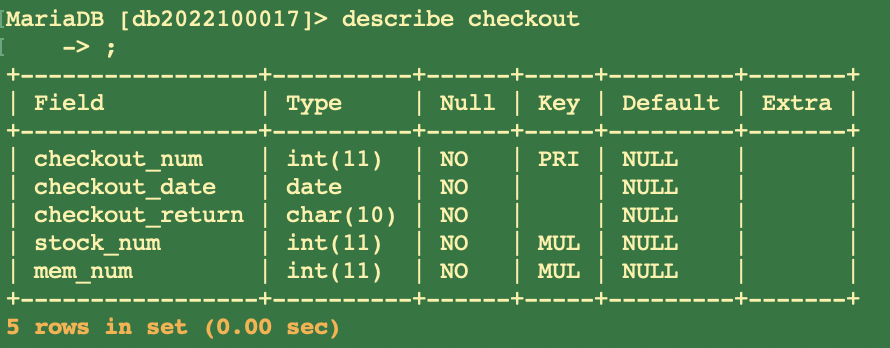 MariaDB [db2022100017]> describe checkout
    -> ;
+-----------------+----------+------+-----+---------+-------+
| Field           | Type     | Null | Key | Default | Extra |
+-----------------+----------+------+-----+---------+-------+
| checkout_num    | int(11)  | NO   | PRI | NULL    |       |
| checkout_date   | date     | NO   |     | NULL    |       |
| checkout_return | char(10) | NO   |     | NULL    |       |
| stock_num       | int(11)  | NO   | MUL | NULL    |       |
| mem_num         | int(11)  | NO   | MUL | NULL    |       |
+-----------------+----------+------+-----+---------+-------+
5 rows in set (0.00 sec)